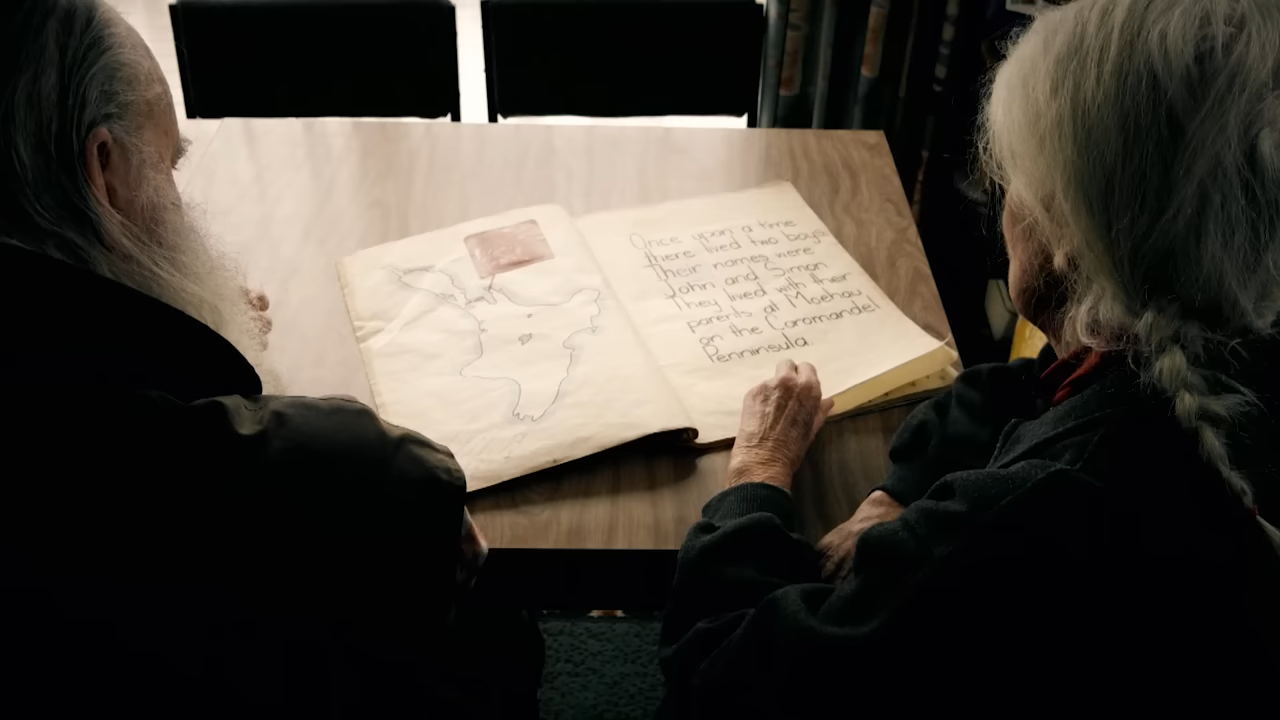 Once upon a time
there lived two boys
Their names were
John and Simon
They lived with their
parents at Moehau
on the Coromandel
Penninsula.